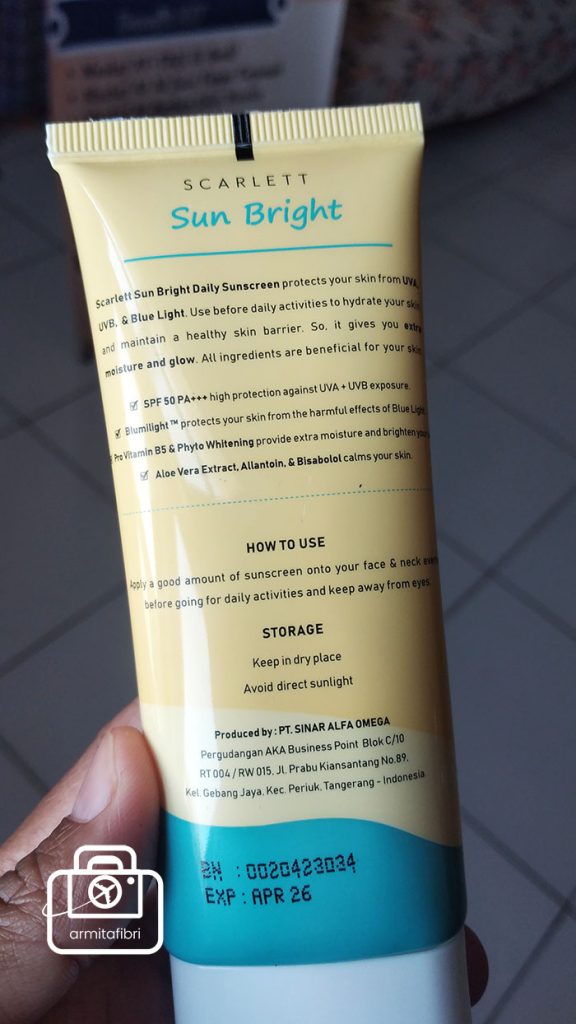 SCARLETT
Sun Bright
Scarlett Sun Bright Daily Sunscreen protects your skin from UVA,
UVB, & Blue Light. Use before daily activities to hydrate your skin
and maintain a healthy skin barrier. So, it gives you extra
moisture and glow. All ingredients are beneficial for your skin.
SPF 50 PA+++ high protection against UVA + UVB exposure.
Blumilight™ protects your skin from the harmful effects of Blue Light.
Pro Vitamin B5 & Phyto Whitening provide extra moisture and brighten
Aloe Vera Extract, Allantoin, & Bisabolol calms your skin.
HOW TO USE
Apply a good amount of sunscreen onto your face & neck
before going for daily activities and keep away from eyes.
STORAGE
Keep in dry place
Avoid direct sunlight
Produced by : PT. SINAR ALFA OMEGA
Pergudangan AKA Business Point Blok C/10
RT 004 / RW 015. Jl. Prabu Kiansantang No.89.
Kel. Gebang Jaya. Kec. Periuk. Tangerang - Indonesia
BN : 0020423034
EXP : APR 26
armitafibri